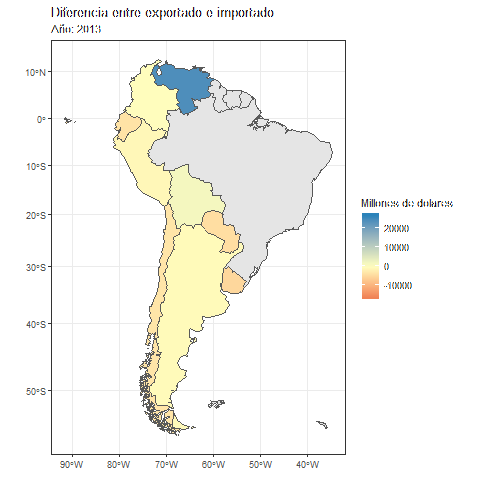 Diferencia entre exportado e importado
Año: 2013
10°N
0°
10°S
20°S
30°S
40°S
50°S
90°W
80°W
70°W
60°W
50°W
40°W
Millones de dolares
20000
10000
0
-10000